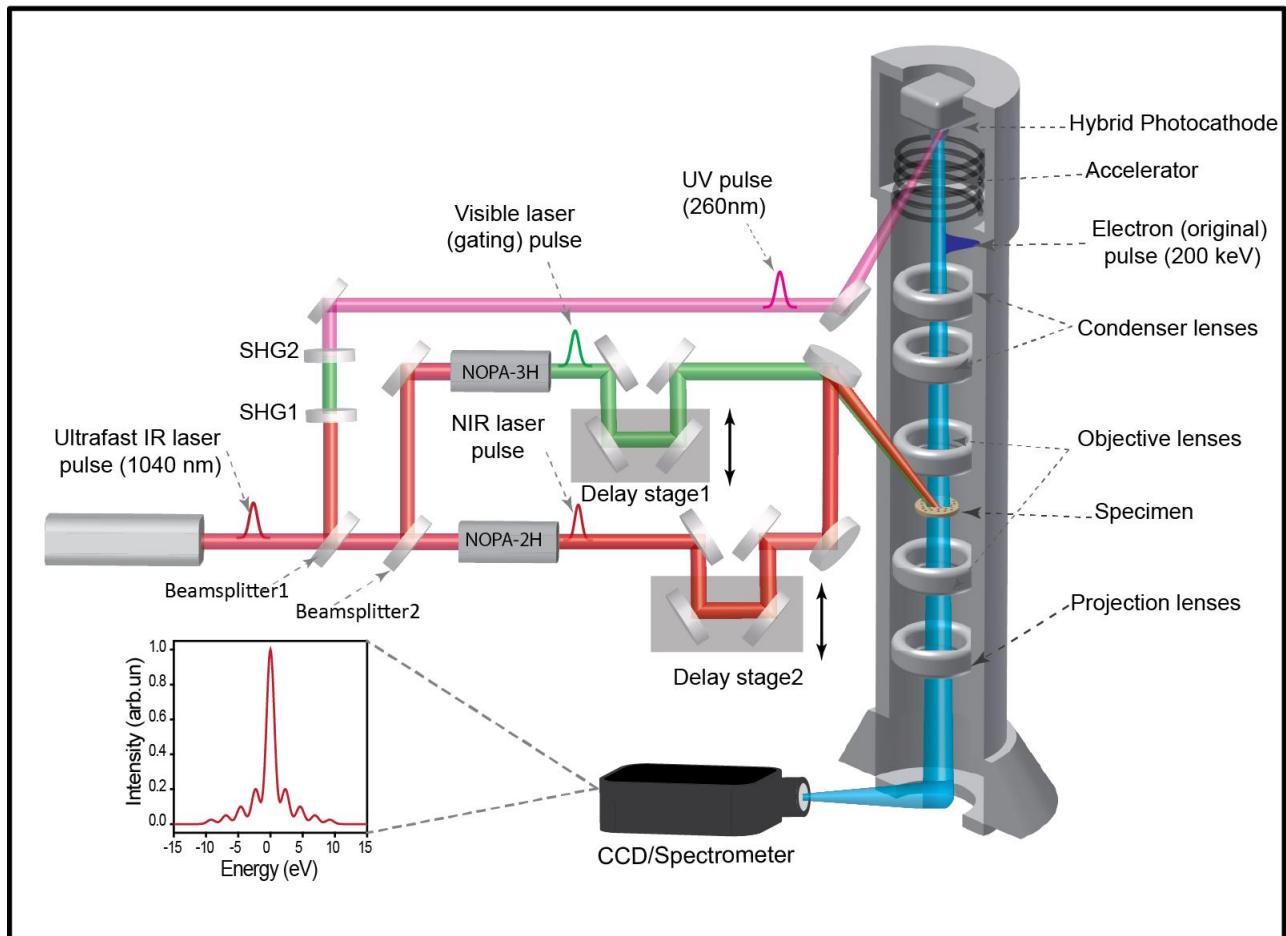 Hybrid Photocathode
Accelerator
UV pulse
(260nm)
Visible laser
(gating) pulse
Electron (original)
pulse (200 keV)
Condenser lenses
SHG2
SHG1
NOPA-3H
NIR laser
pulse
Ultrafast IR laser
pulse (1040 nm)
Delay stage1
Objective lenses
Specimen
NOPA-2H
Beamsplitter1
Beamsplitter2
Projection lenses
Delay stage2
Intensity (arb.un)
1.0
0.8
0.6
0.4
0.2
0.0
-15 -10 -5 0 5 10 15
Energy (eV)
CCD/Spectrometer